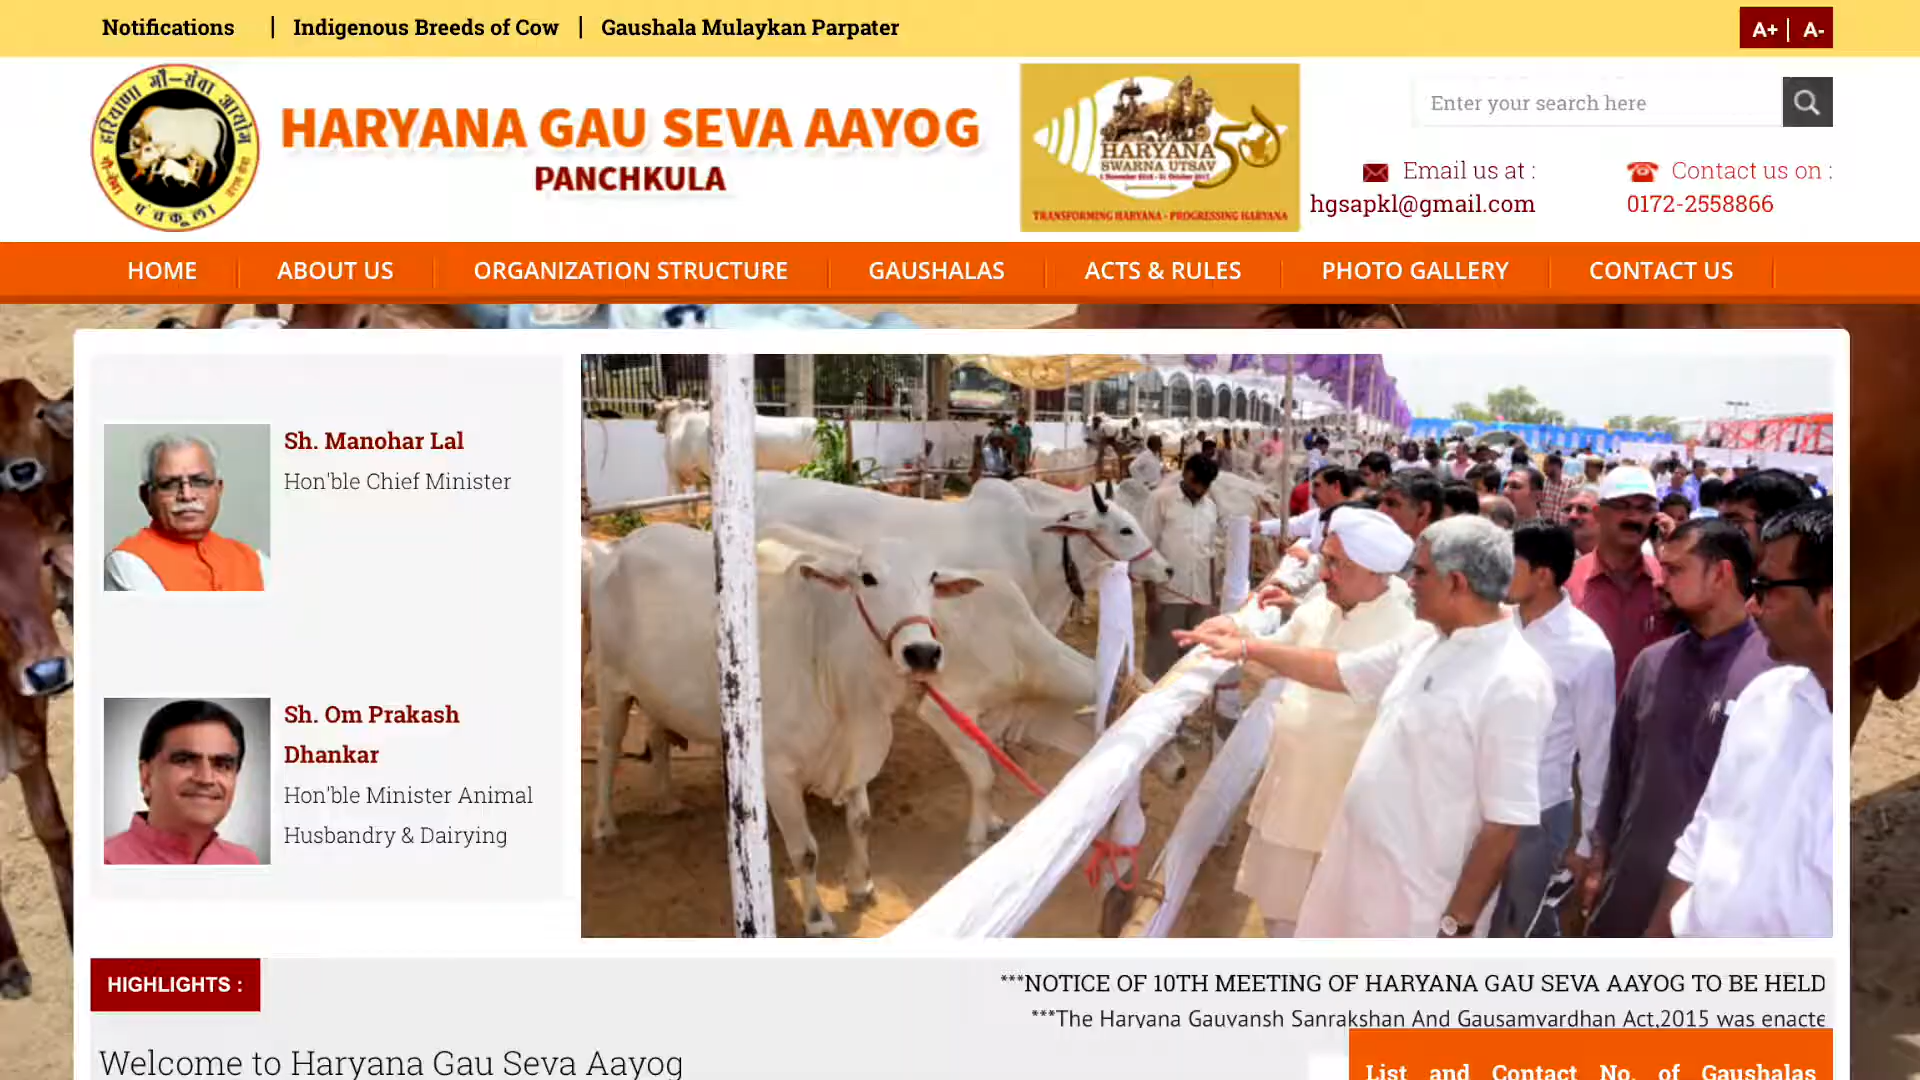 Notifications | Indigenous Breeds of Cow | Gaushala Mulaykan Parpater
A+ | A-
हरियाणा गौ-सेवा आयोग
पंचकूला
HARYANA GAU SEVA AAYOG
PANCHKULA
HARYANA
SWARNA UTSAV
50
TRANSFORMING HARYANA - PROGRESSING HARYANA
Enter your search here
Email us at :
hgsapkl@gmail.com
Contact us on :
0172-2558866
HOME
ABOUT US
ORGANIZATION STRUCTURE
GAUSHALAS
ACTS & RULES
PHOTO GALLERY
CONTACT US
Sh. Manohar Lal
Hon'ble Chief Minister
Sh. Om Prakash
Dhankar
Hon'ble Minister Animal
Husbandry & Dairying
HIGHLIGHTS :
***NOTICE OF 10TH MEETING OF HARYANA GAU SEVA AAYOG TO BE HELD
***The Haryana Gauvansh Sanrakshan And Gausamvardhan Act,2015 was enacte
Welcome to Haryana Gau Seva Aayog
List and Contact No. of Gaushalas